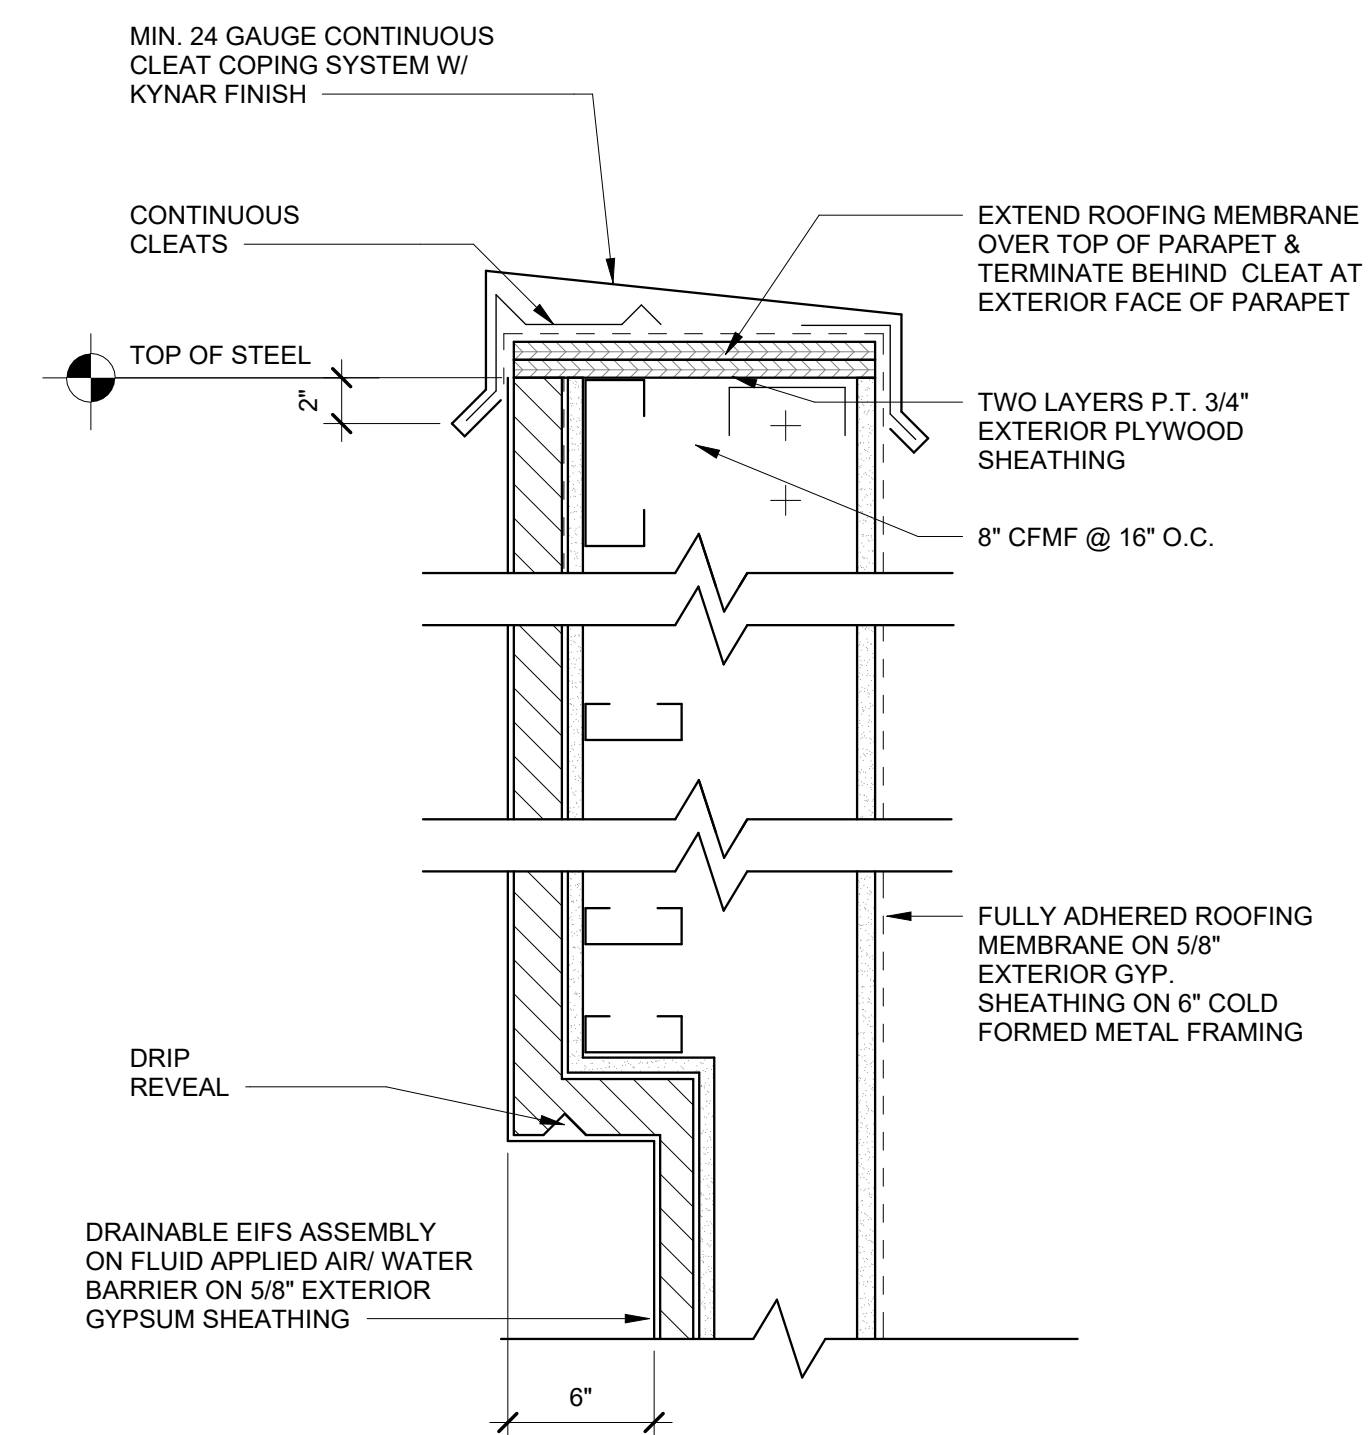 MIN. 24 GAUGE CONTINUOUS
CLEAT COPING SYSTEM W/
KYNAR FINISH
CONTINUOUS
CLEATS
EXTEND ROOFING MEMBRANE
OVER TOP OF PARAPET &
TERMINATE BEHIND CLEAT AT
EXTERIOR FACE OF PARAPET
TOP OF STEEL
2"
TWO LAYERS P.T. 3/4"
EXTERIOR PLYWOOD
SHEATHING
8" CFMF @ 16" O.C.
FULLY ADHERED ROOFING
MEMBRANE ON 5/8"
EXTERIOR GYP.
SHEATHING ON 6" COLD
FORMED METAL FRAMING
DRIP
REVEAL
DRAINABLE EIFS ASSEMBLY
ON FLUID APPLIED AIR/ WATER
BARRIER ON 5/8" EXTERIOR
GYPSUM SHEATHING
6"